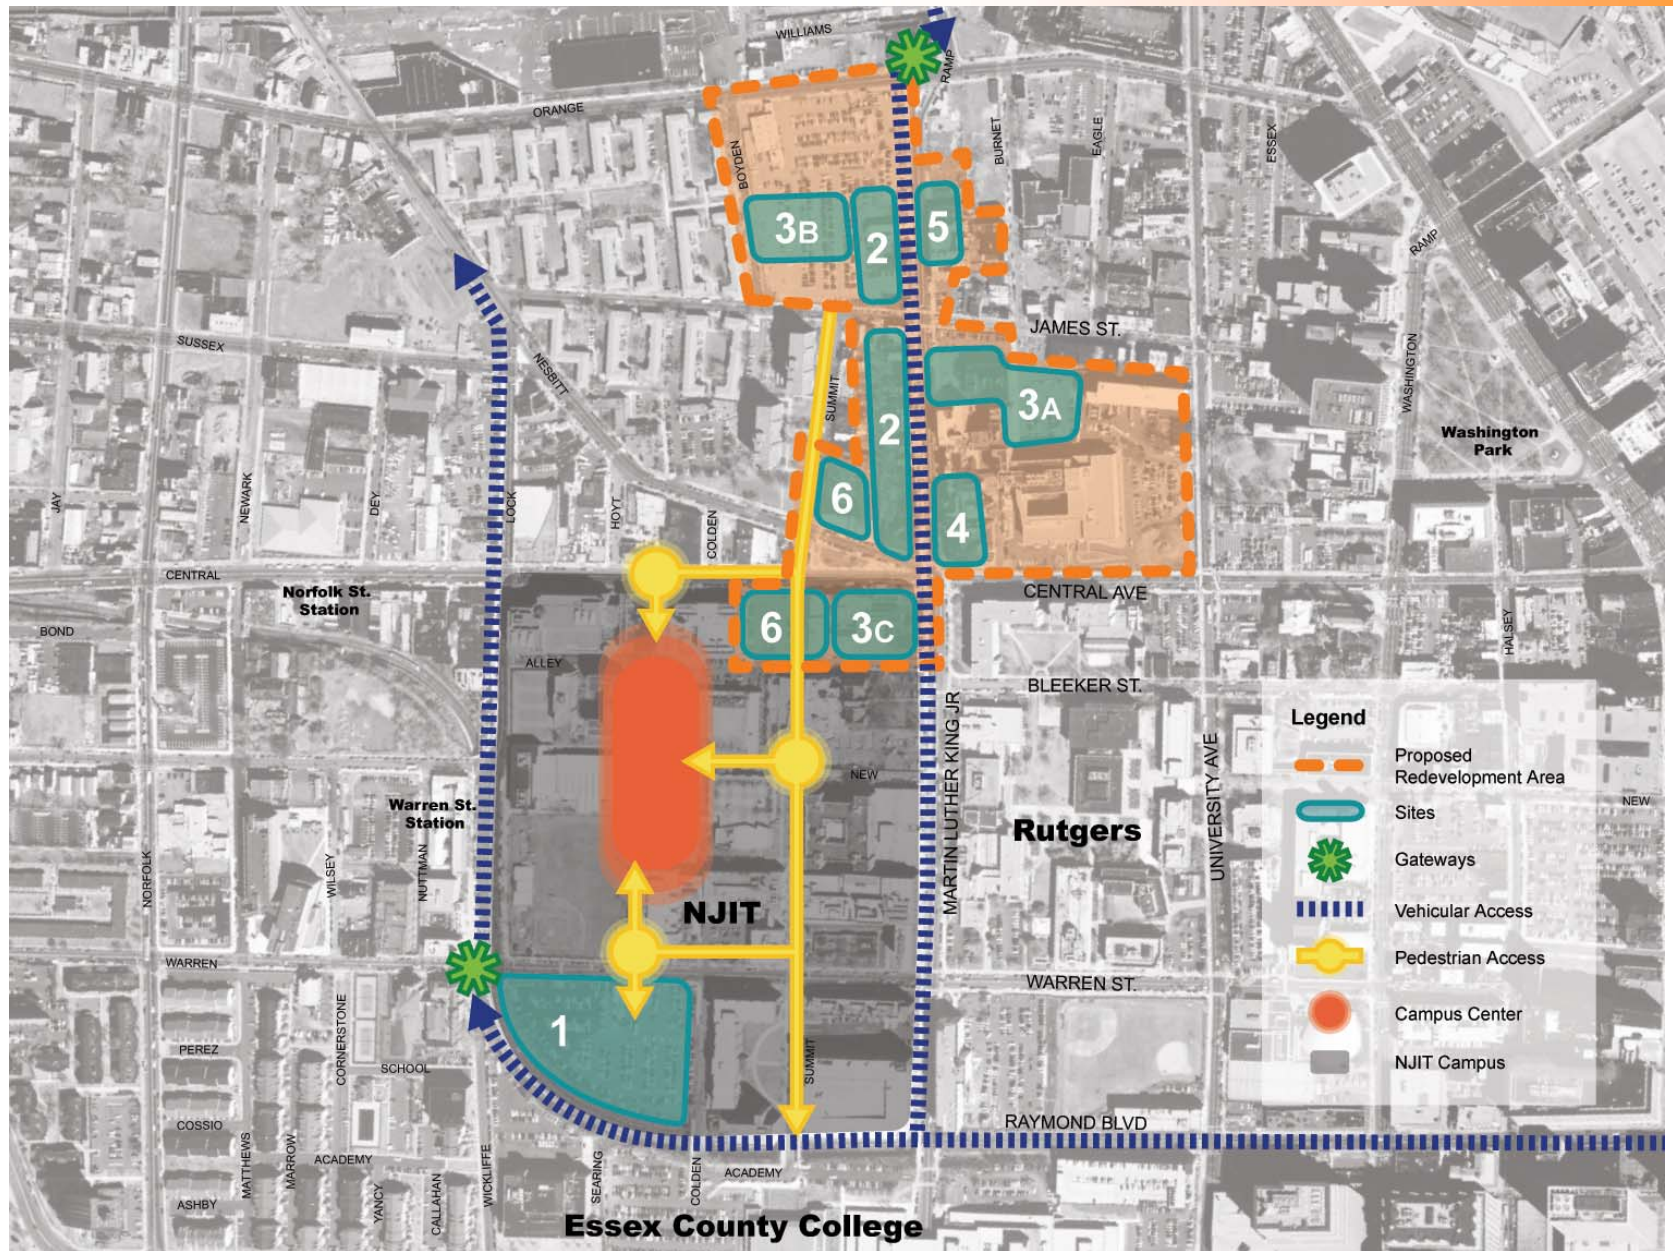 WILLIAMS
RAMP
ORANGE
BOYDEN
BURNET
EAGLE
ESSEX
3B
2
5
RAMP
JAMES ST.
SUSSEX
NESBITT
SUMMIT
3A
2
WASHINGTON
Washington
Park
JAY
NEWARK
DEY
LOCK
HOYT
COLDEN
6
4
CENTRAL
CENTRAL AVE
Norfolk St.
Station
BOND
6
3C
HALSEY
ALLEY
BLEEKER ST.
MARTIN LUTHER KING JR
UNIVERSITY AVE
NEW
Warren St.
Station
Rutgers
NORFOLK
WILSEY
NUTTMAN
NJIT
Legend
Proposed
Redevelopment Area
Sites
Gateways
Vehicular Access
Pedestrian Access
Campus Center
NJIT Campus
NEW
WARREN
WARREN ST.
1
CORNERSTONE
PEREZ
SCHOOL
SUMMIT
COSSIO
RAYMOND BLVD
MATTHEWS
MARROW
ACADEMY
YANCY
CALLAHAN
WICKLIFFE
SEARING
COLDEN
ACADEMY
ASHBY
Essex County College